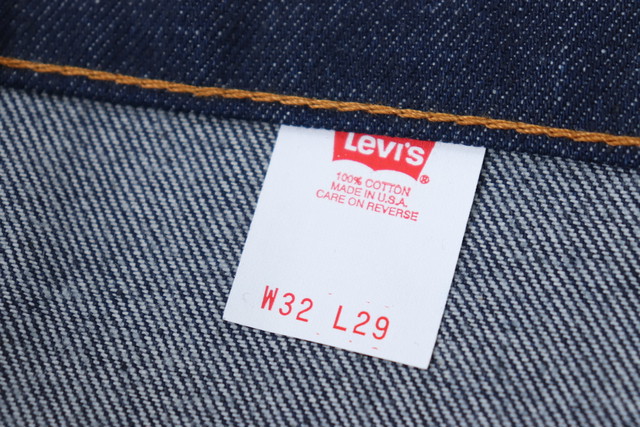 Levi's ®
100% COTTON
MADE IN U.S.A.
CARE ON REVERSE
W32 L29